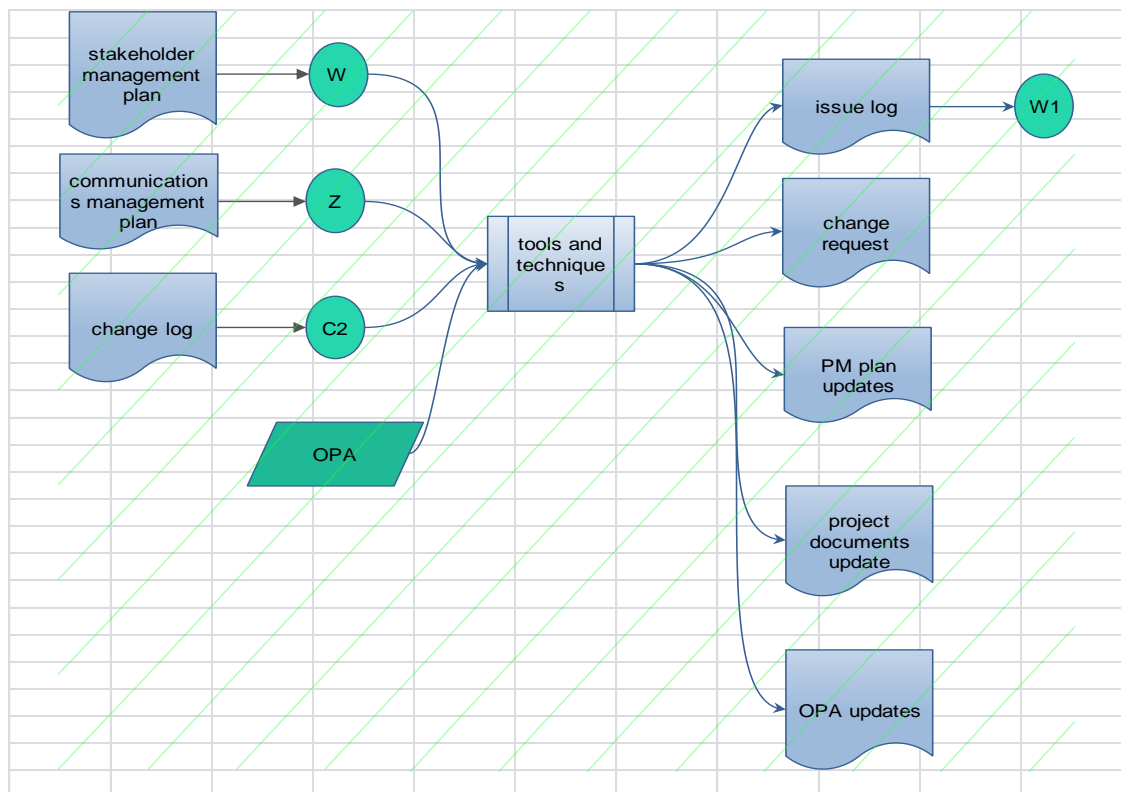 stakeholder
management
plan
W
communication
s management
plan
Z
change log
C2
OPA
tools and
technique
s
issue log
W1
change
request
PM plan
updates
project
documents
update
OPA updates